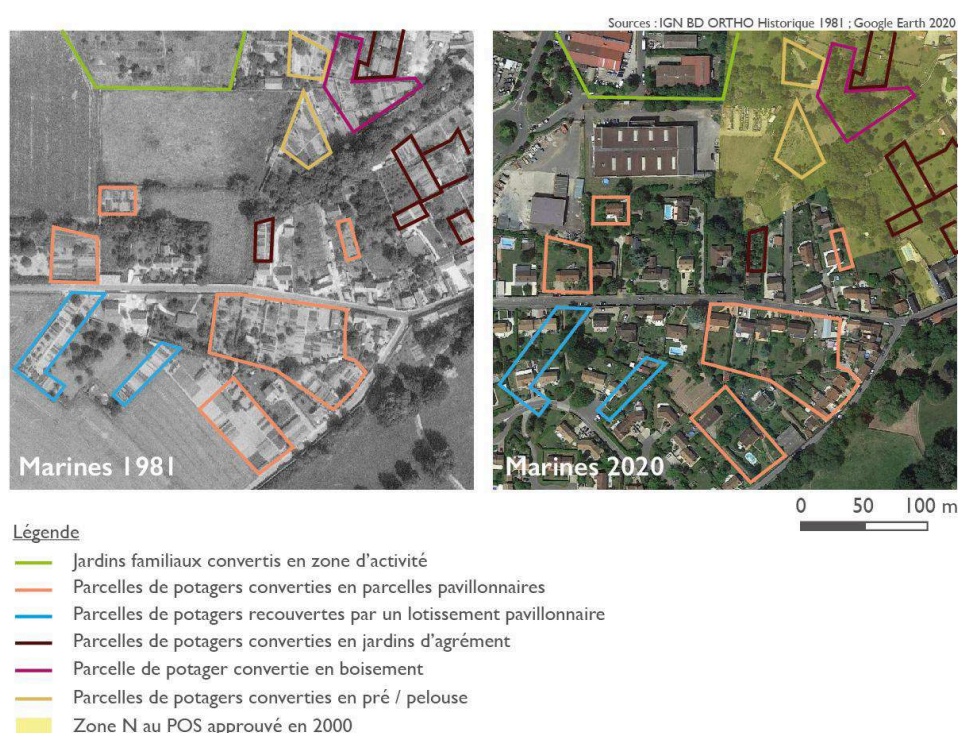 Sources : IGN BD ORTHO Historique 1981 ; Google Earth 2020
Marines 1981
Marines 2020
0 50 100 m
Légende
Jardins familiaux convertis en zone d'activité
Parcelles de potagers converties en parcelles pavillonnaires
Parcelles de potagers recouvertes par un lotissement pavillonnaire
Parcelles de potagers converties en jardins d'agrément
Parcelle de potager convertie en boisement
Parcelles de potagers converties en pré / pelouse
Zone N au POS approuvé en 2000